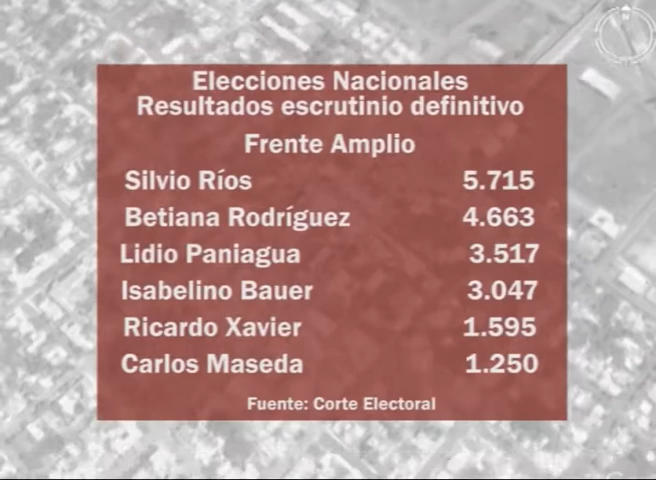 Elecciones Nacionales
Resultados escrutinio definitivo
Frente Amplio
Silvio Ríos 5.715
Betiana Rodríguez 4.663
Lidio Paniagua 3.517
Isabelino Bauer 3.047
Ricardo Xavier 1.595
Carlos Maseda 1.250
Fuente: Corte Electoral